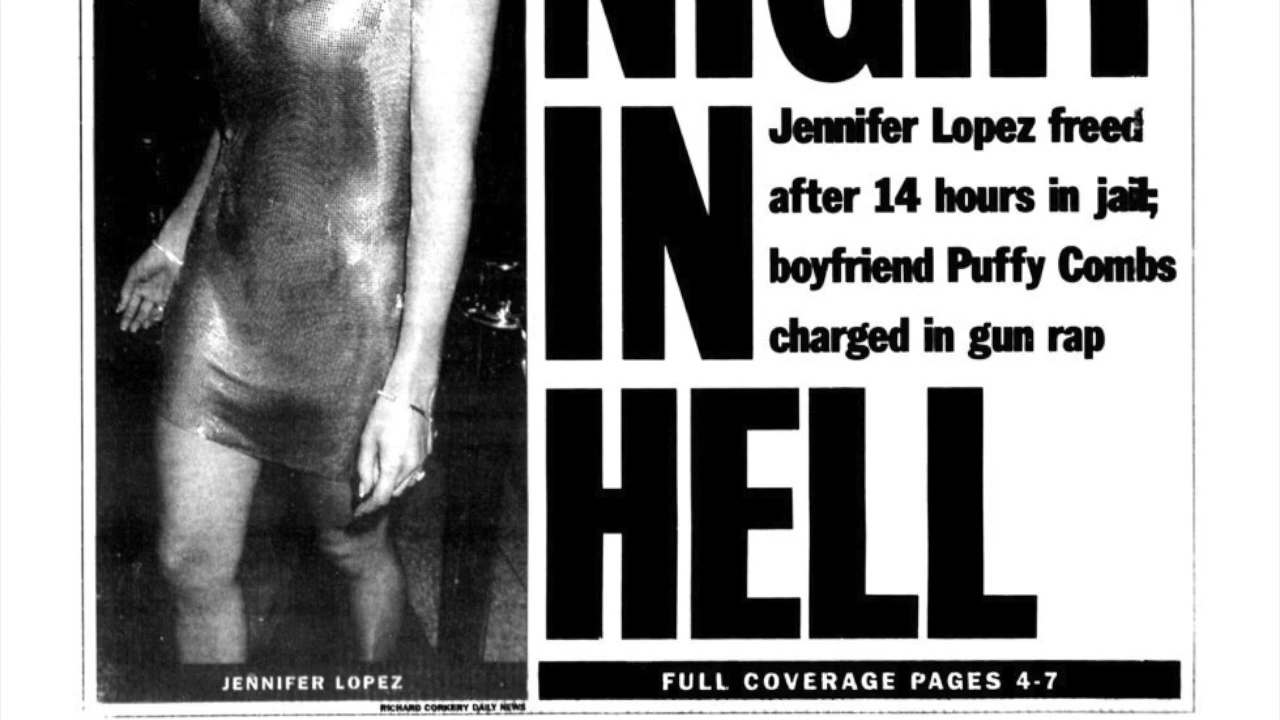 NIGHT
IN
Jennifer Lopez freed
after 14 hours in jail;
boyfriend Puffy Combs
charged in gun rap
HELL
JENNIFER LOPEZ
RICHARD CORKERY DAILY NEWS
FULL COVERAGE PAGES 4-7